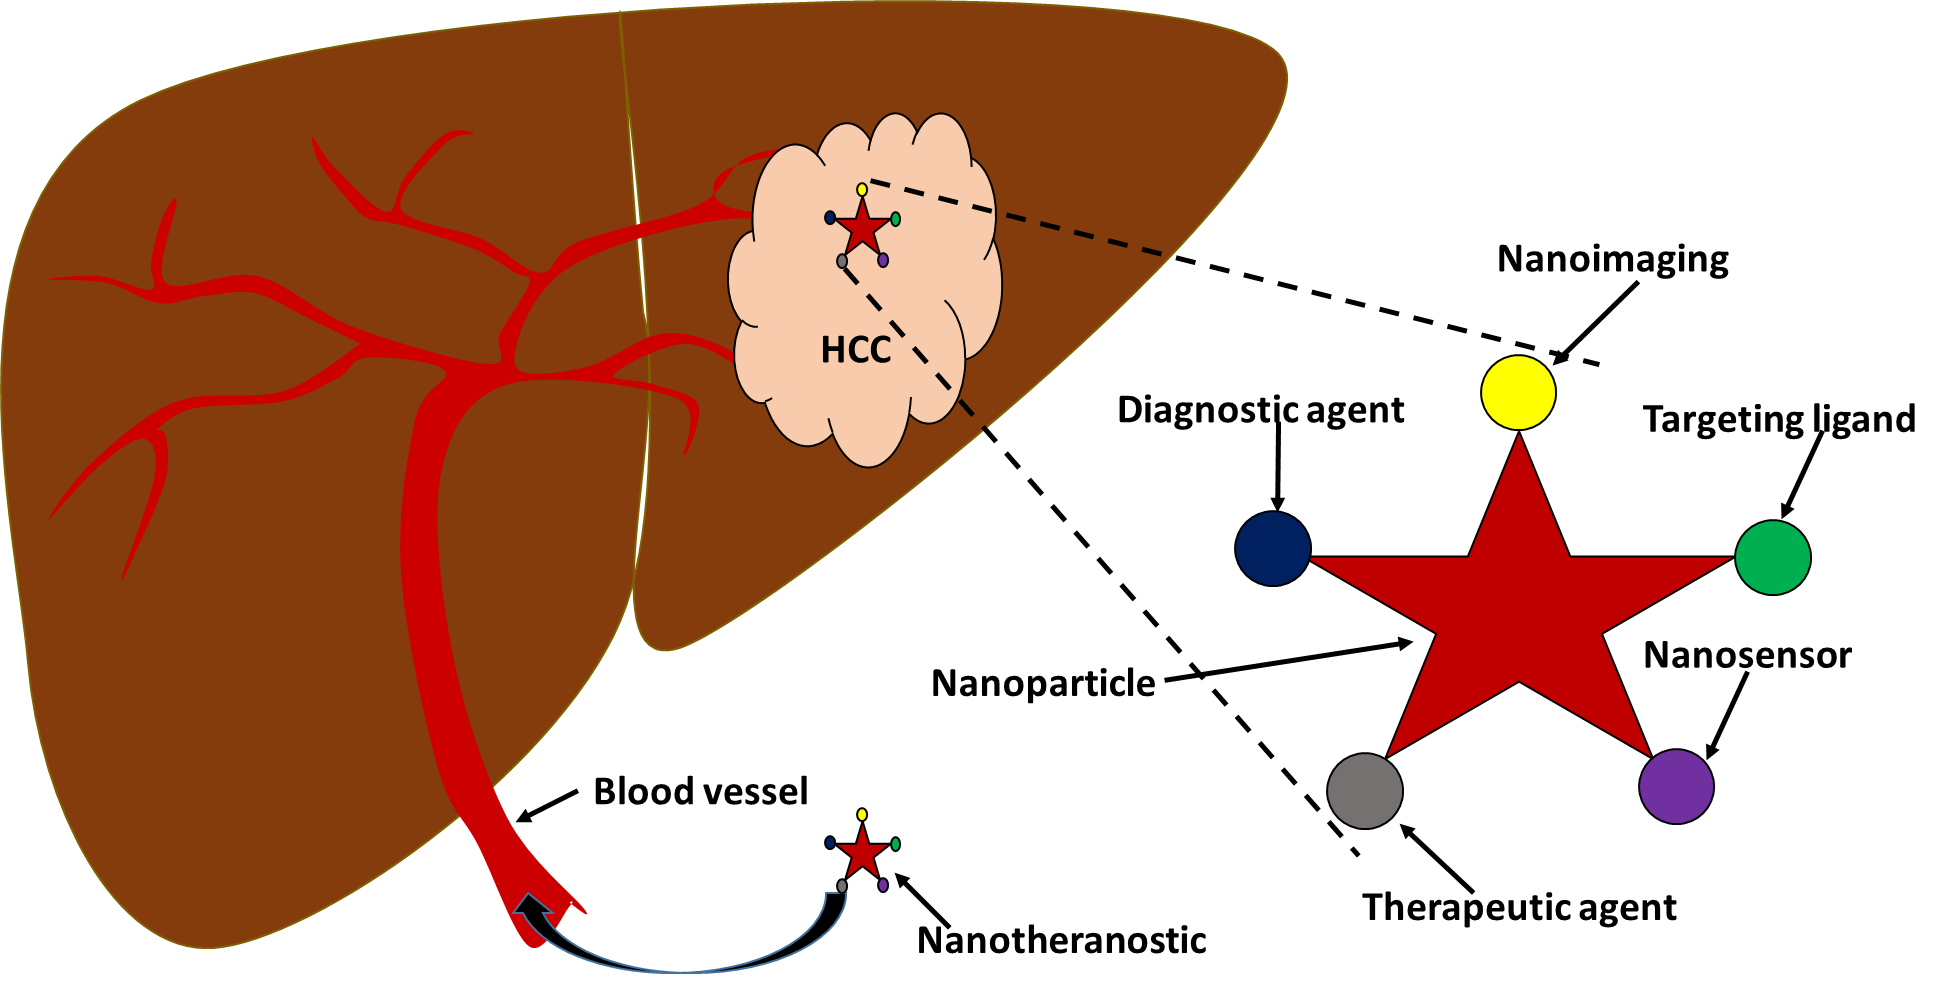 Nanoimaging
HCC
Diagnostic agent
Targeting ligand
Nanosensor
Nanoparticle
Blood vessel
Therapeutic agent
Nanotheranostic